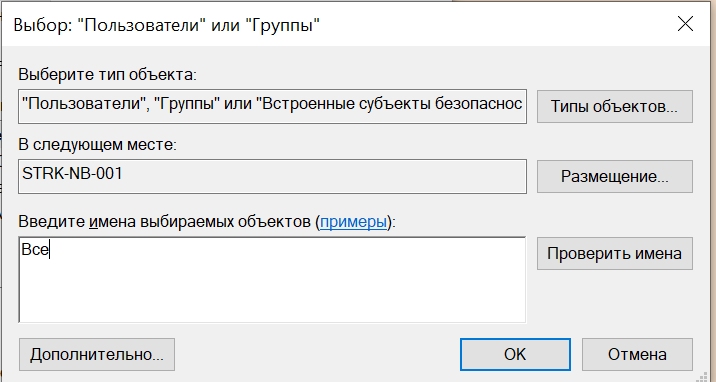 Выбор: "Пользователи" или "Группы"
Выберите тип объекта:
"Пользователи", "Группы" или "Встроенные субъекты безопаснос
Типы объектов...
В следующем месте:
STRK-NB-001
Размещение...
Введите имена выбираемых объектов (примеры):
Все
Проверить имена
Дополнительно...
OK
Отмена